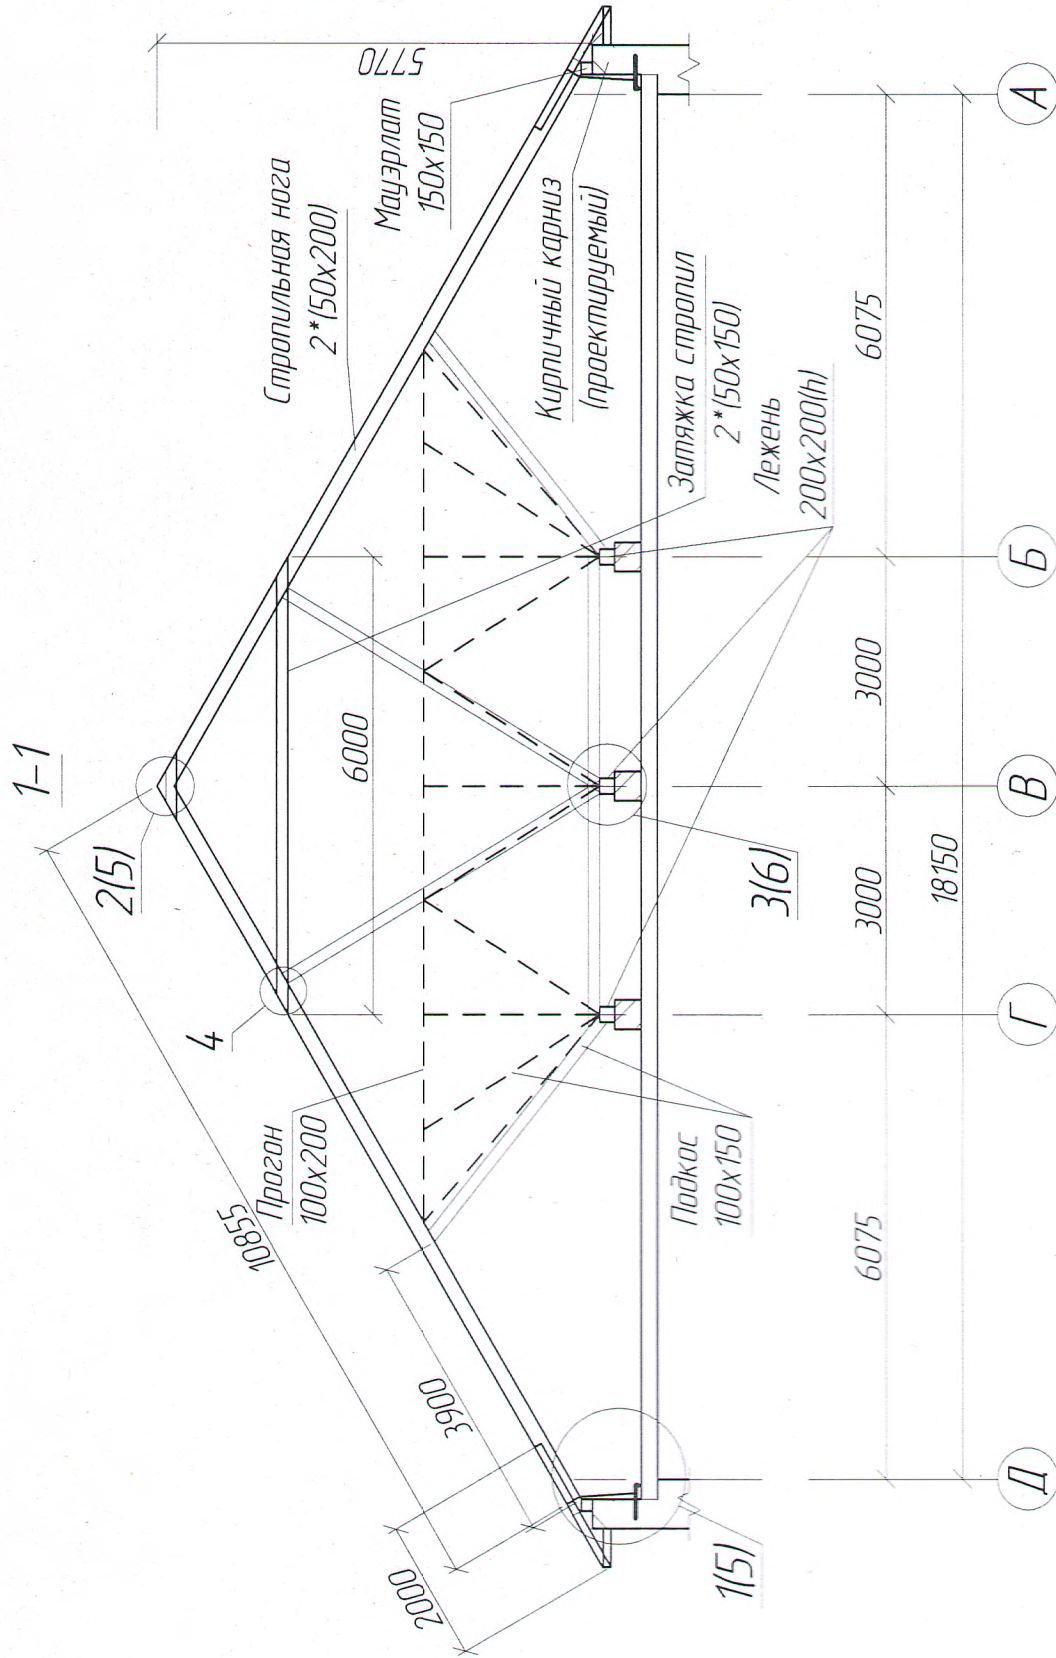 1-1
2(5)
4
10855
3900
2000
6000
5770
Стропильная нога
2*(50х200)
Мауэрлат
150х150
Прогон
100х200
Кирпичный карниз
(проектируемый)
Затяжка стропил
2*(50х150)
Лежень
200х200(h)
Подкос
100х150
3(6)
1(5)
6075
3000
3000
6075
18150
Д
Г
В
Б
А